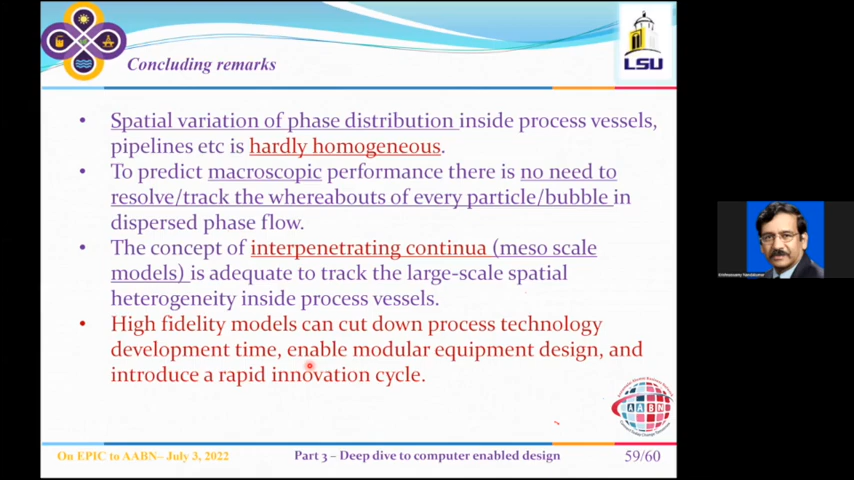 Concluding remarks
LSU
• Spatial variation of phase distribution inside process vessels,
pipelines etc is hardly homogeneous.
• To predict macroscopic performance there is no need to
resolve/track the whereabouts of every particle/bubble in
dispersed phase flow.
• The concept of interpenetrating continua (meso scale
models) is adequate to track the large-scale spatial
heterogeneity inside process vessels.
• High fidelity models can cut down process technology
development time, enable modular equipment design, and
introduce a rapid innovation cycle.
AABN
On EPIC to AABN– July 3, 2022
Part 3 – Deep dive to computer enabled design
59/60